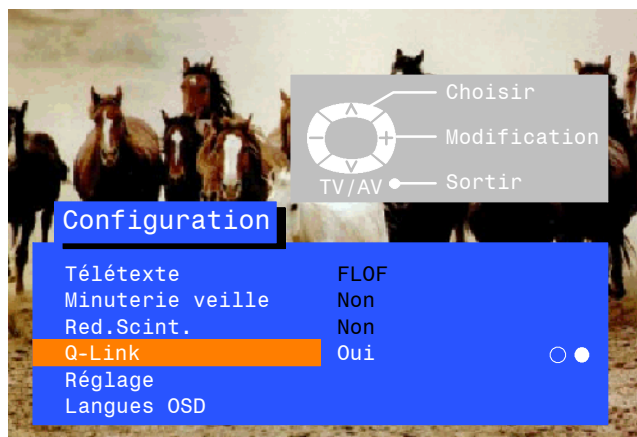 Choisir
Modification
TV/AV Sortir
Configuration
Télétexte FLOF
Minuterie veille Non
Red.Scint. Non
Q-Link Oui
Réglage
Langues OSD